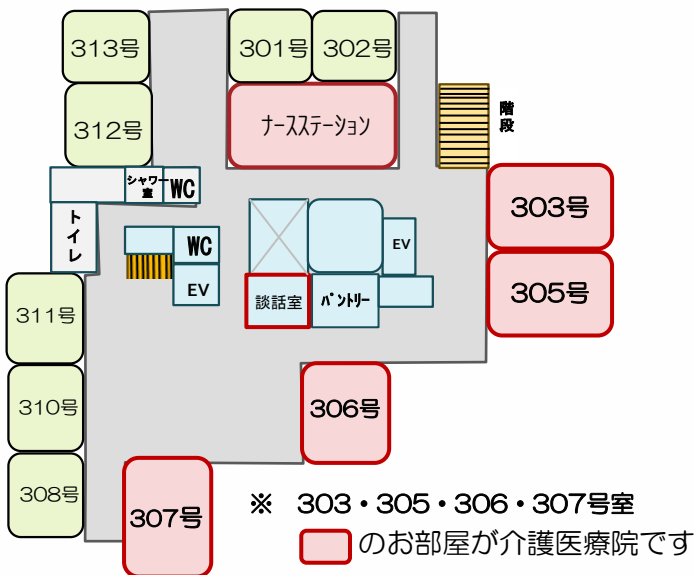 313号
301号
302号
312号
ナースステーション
階段
シャワー室
WC
303号
トイレ
WC
EV
EV
305号
311号
談話室
パントリー
310号
306号
308号
307号
※ 303・305・306・307号室
のお部屋が介護医療院です